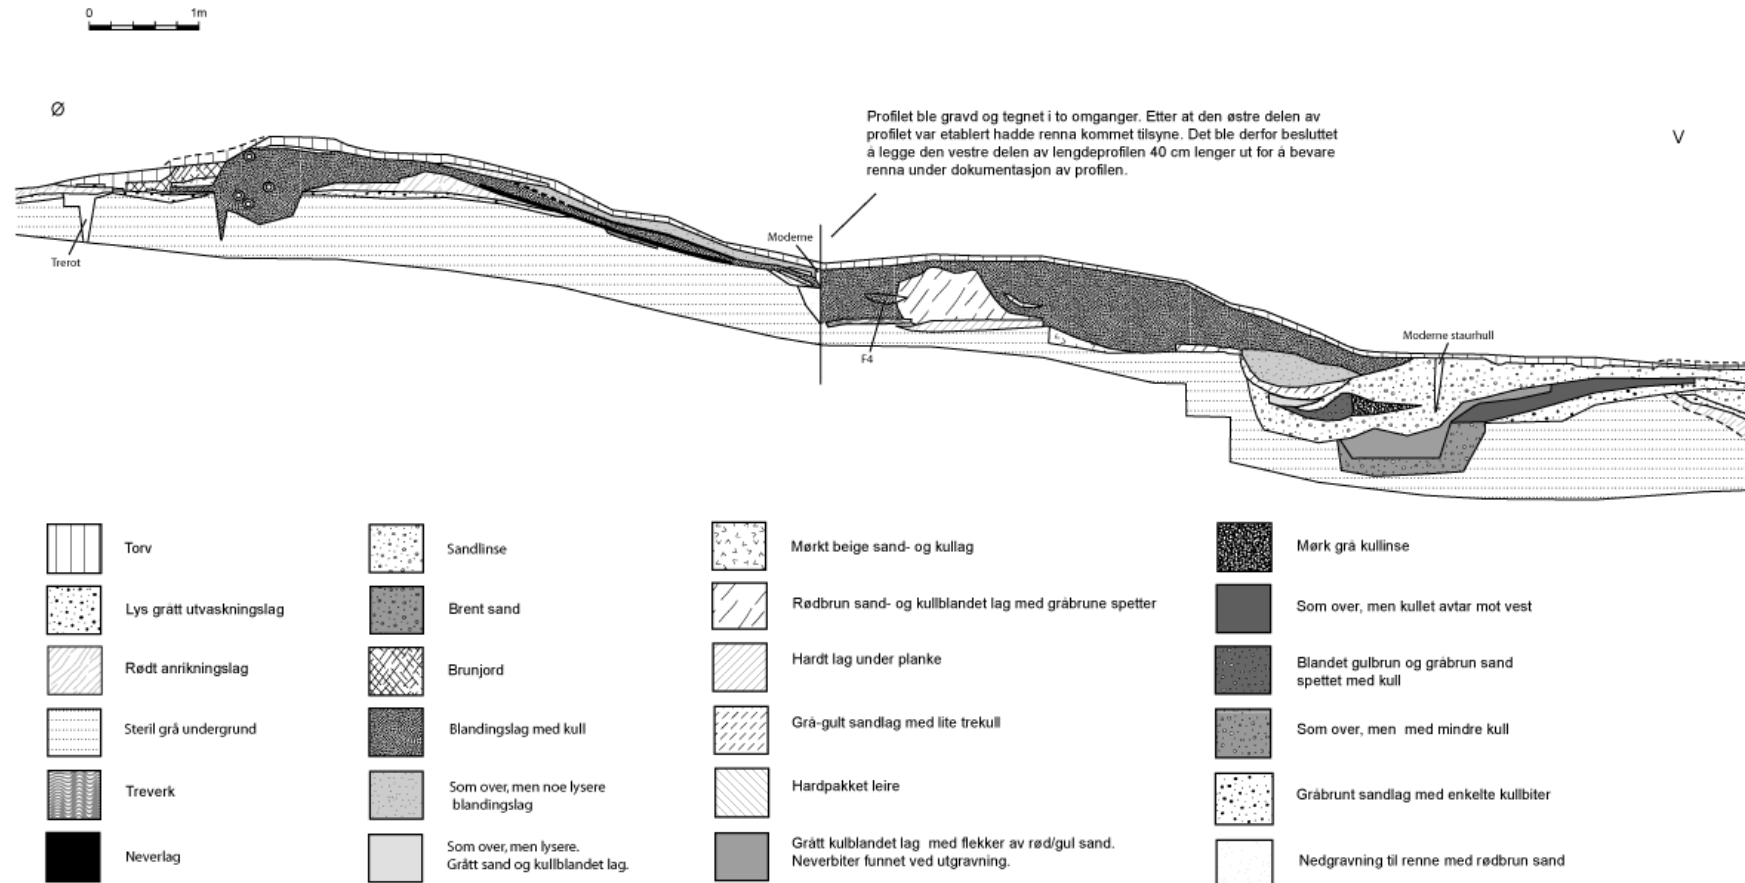 0 1m
Ø
Profilet ble gravd og tegnet i to omganger. Etter at den østre delen av
profilet var etablert hadde renna kommet tilsyne. Det ble derfor besluttet
å legge den vestre delen av lengdeprofilen 40 cm lenger ut for å bevare
renna under dokumentasjon av profilen.
V
Trerot
Moderne
F4
Moderne staurhull
Torv
Lys grått utvaskningslag
Rødt anrikningslag
Steril grå undergrund
Treverk
Neverlag
Sandlinse
Brent sand
Brunjord
Blandingslag med kull
Som over, men noe lysere
blandingslag
Som over, men lysere.
Grått sand og kullblandet lag.
Mørkt beige sand- og kullag
Rødbrun sand- og kullblandet lag med gråbrune spetter
Hardt lag under planke
Grå-gult sandlag med lite trekull
Hardpakket leire
Grått kulblandet lag med flekker av rød/gul sand.
Neverbiter funnet ved utgravning.
Mørk grå kullinse
Som over, men kullet avtar mot vest
Blandet gulbrun og gråbrun sand
spettet med kull
Som over, men med mindre kull
Gråbrunt sandlag med enkelte kullbiter
Nedgravning til renne med rødbrun sand